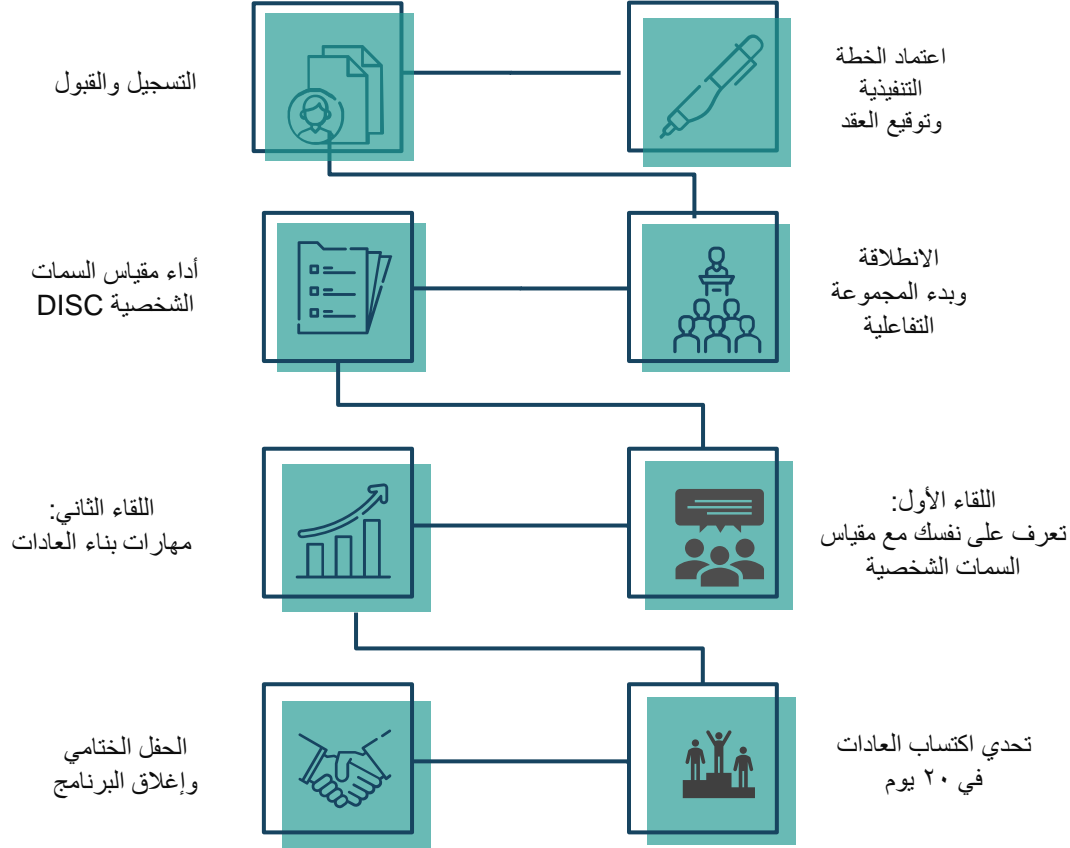 اعتماد الخطة
التنفيذية
وتوقيع العقد
التسجيل والقبول
الانطلاقة
وبدء المجموعة
التفاعلية
أداء مقياس السمات
الشخصية DISC
اللقاء الأول:
تعرف على نفسك مع مقياس
السمات الشخصية
اللقاء الثاني:
مهارات بناء العادات
تحدي اكتساب العادات
في ٢٠ يوم
الحفل الختامي
وإغلاق البرنامج